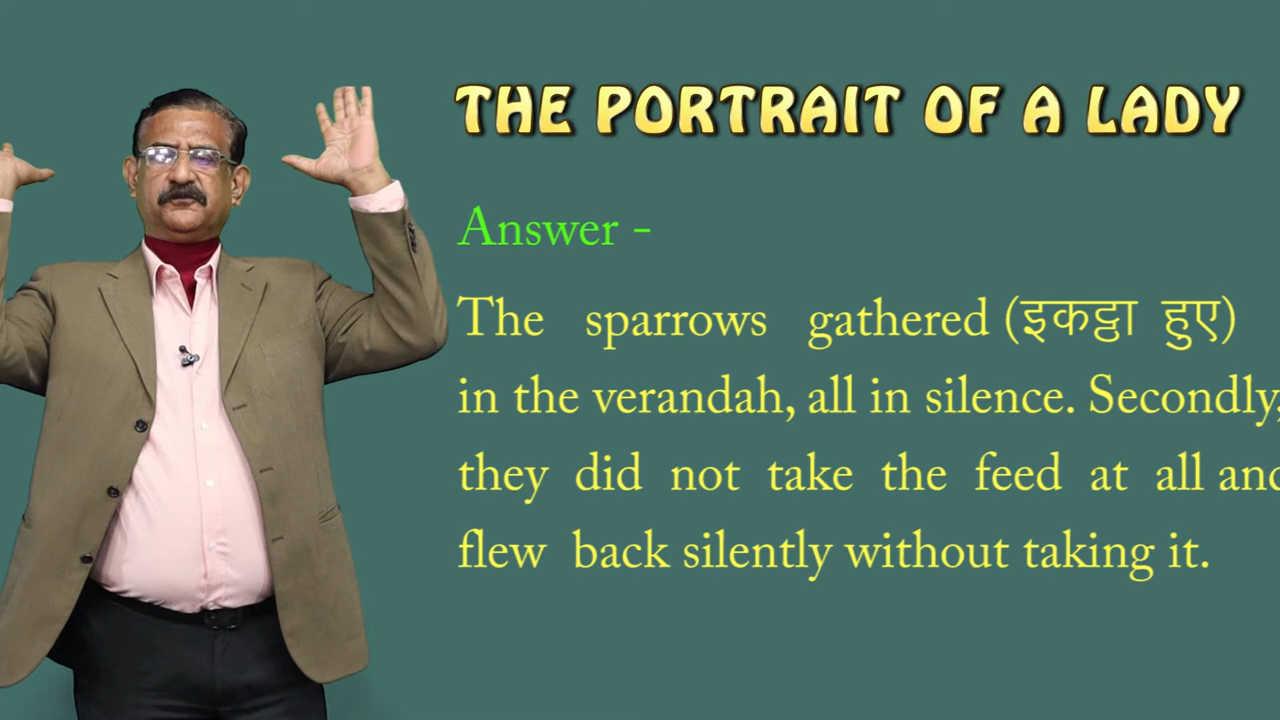 THE PORTRAIT OF A LADY
Answer -
The sparrows gathered (इकट्ठा हुए)
in the verandah, all in silence. Secondly,
they did not take the feed at all and
flew back silently without taking it.